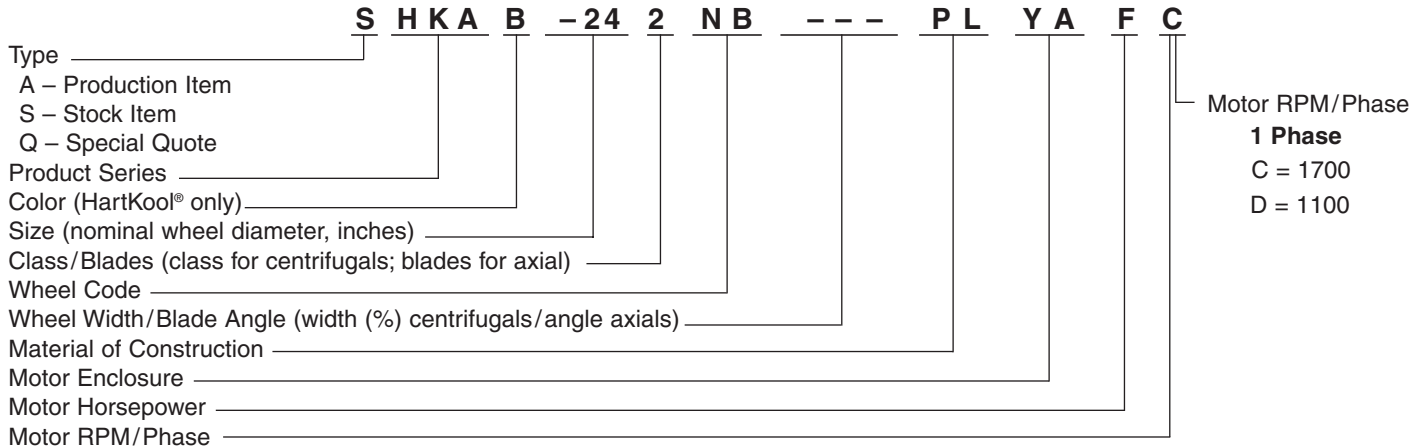 S HKA B –24 2 NB ––– PL YA F C
Type
A – Production Item
S – Stock Item
Q – Special Quote
Product Series
Color (HartKool® only)
Size (nominal wheel diameter, inches)
Class/Blades (class for centrifugals; blades for axial)
Wheel Code
Wheel Width/Blade Angle (width (%) centrifugals/angle axials)
Material of Construction
Motor Enclosure
Motor Horsepower
Motor RPM/Phase
Motor RPM/Phase
1 Phase
C = 1700
D = 1100